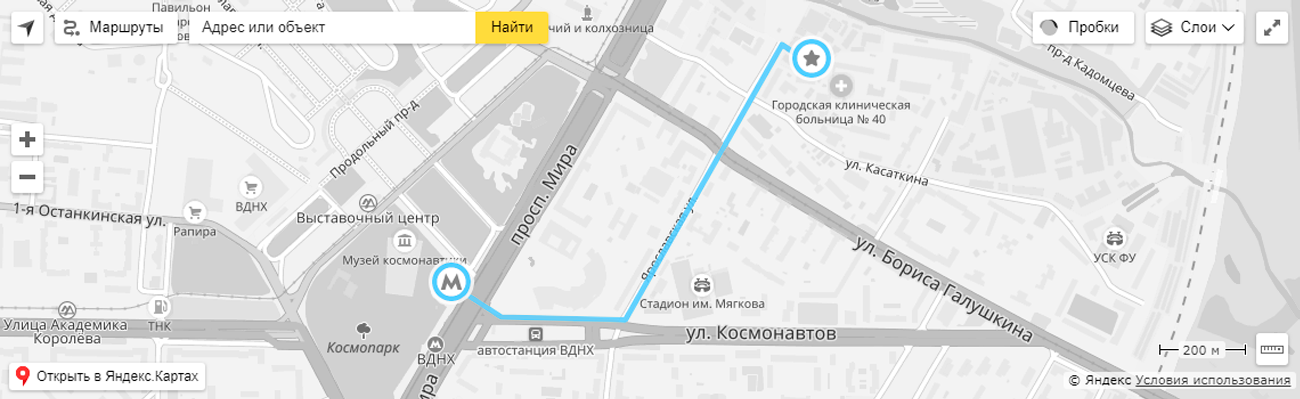 Павильон
Маршруты
Адрес или объект
Найти
чий и колхозница
Пробки
Слои
пр-д Кадомцева
Городская клиническая
больница № 40
Продольный пр-д
просп. Мира
ул. Касаткина
ВДНХ
1-я Останкинская ул.
Рапира
Выставочный центр
Музей космонавтики
Ярославская ул.
ул. Бориса Галушкина
УСК ФУ
М
Стадион им. Мягкова
ТНК
Улица Академика
Королева
Космопарк
ВДНХ
автостанция ВДНХ
ул. Космонавтов
200 м
Открыть в Яндекс.Картах
ира
© Яндекс Условия использования